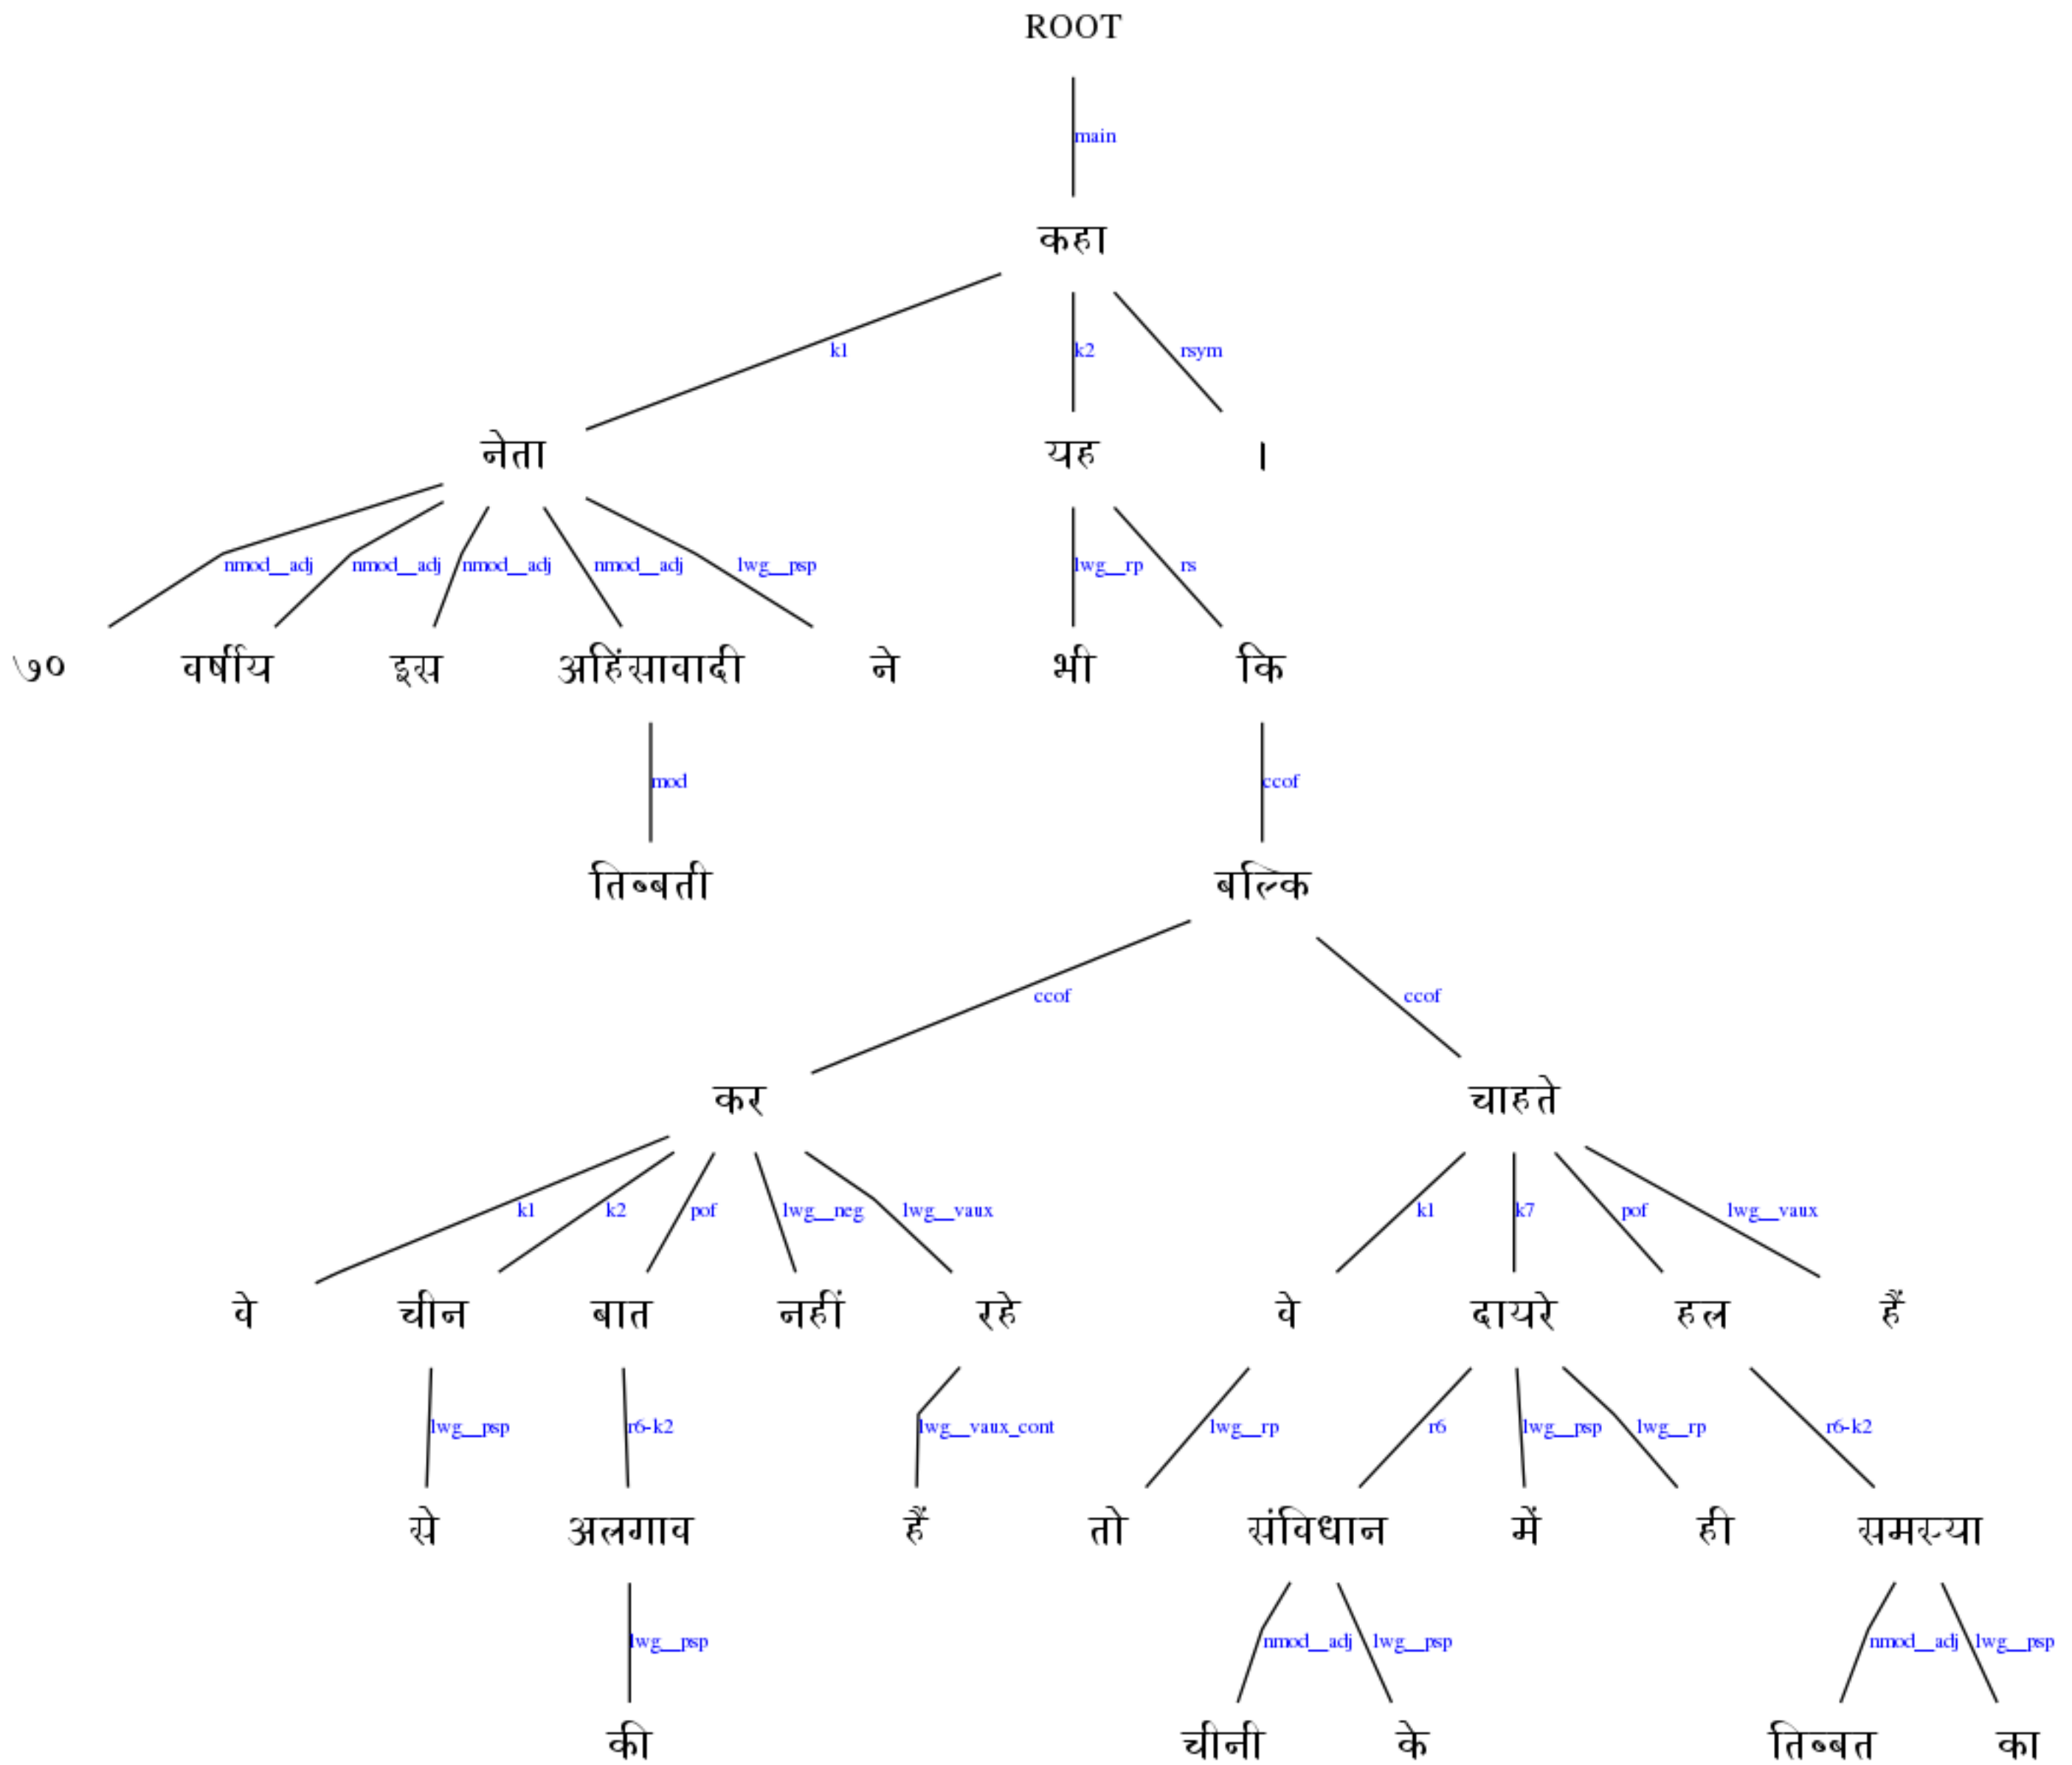 ROOT
main
कहा
k1 k2 rsym
नेता यह ।
nmod__adj nmod__adj nmod__adj nmod__adj lwg__psp lwg__rp rs
७० वर्षीय इस अहिंसावादी ने भी कि
mod ccof
तिब्बती बल्कि
ccof ccof
कर चाहते
k1 k2 pof lwg__neg lwg__vaux k1 k7 pof lwg__vaux
वे चीन बात नहीं रहे वे दायरे हल हैं
lwg__psp r6-k2 lwg__vaux_cont lwg__rp r6 lwg__psp lwg__rp r6-k2
से अलगाव हैं तो संविधान में ही समस्या
lwg__psp nmod__adj lwg__psp nmod__adj lwg__psp
की चीनी के तिब्बत का